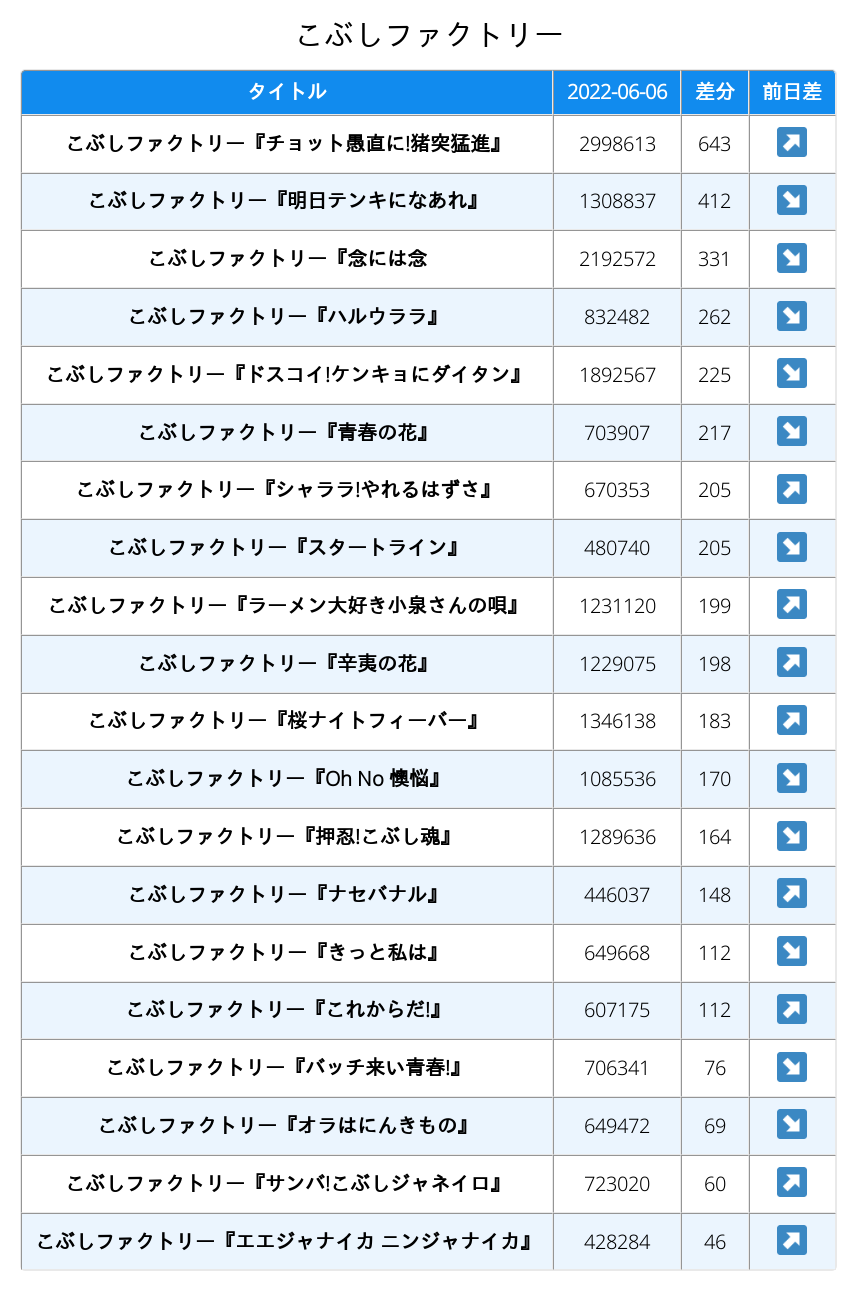 こぶしファクトリー
タイトル 2022-06-06 差分 前日差
こぶしファクトリー『チョット愚直に!猪突猛進』 2998613 643 ↗
こぶしファクトリー『明日テンキになあれ』 1308837 412 ↘
こぶしファクトリー『念には念 2192572 331 ↘
こぶしファクトリー『ハルウララ』 832482 262 ↘
こぶしファクトリー『ドスコイ!ケンキョにダイタン』 1892567 225 ↘
こぶしファクトリー『青春の花』 703907 217 ↘
こぶしファクトリー『シャララ!やれるはずさ』 670353 205 ↗
こぶしファクトリー『スタートライン』 480740 205 ↘
こぶしファクトリー『ラーメン大好き小泉さんの唄』 1231120 199 ↗
こぶしファクトリー『辛夷の花』 1229075 198 ↗
こぶしファクトリー『桜ナイトフィーバー』 1346138 183 ↗
こぶしファクトリー『Oh No 懊悩』 1085536 170 ↘
こぶしファクトリー『押忍!こぶし魂』 1289636 164 ↘
こぶしファクトリー『ナセバナル』 446037 148 ↗
こぶしファクトリー『きっと私は』 649668 112 ↘
こぶしファクトリー『これからだ!』 607175 112 ↗
こぶしファクトリー『バッチ来い青春!』 706341 76 ↘
こぶしファクトリー『オラはにんきもの』 649472 69 ↘
こぶしファクトリー『サンバ!こぶしジャネイロ』 723020 60 ↗
こぶしファクトリー『エエジャナイカ ニンジャナイカ』 428284 46 ↗